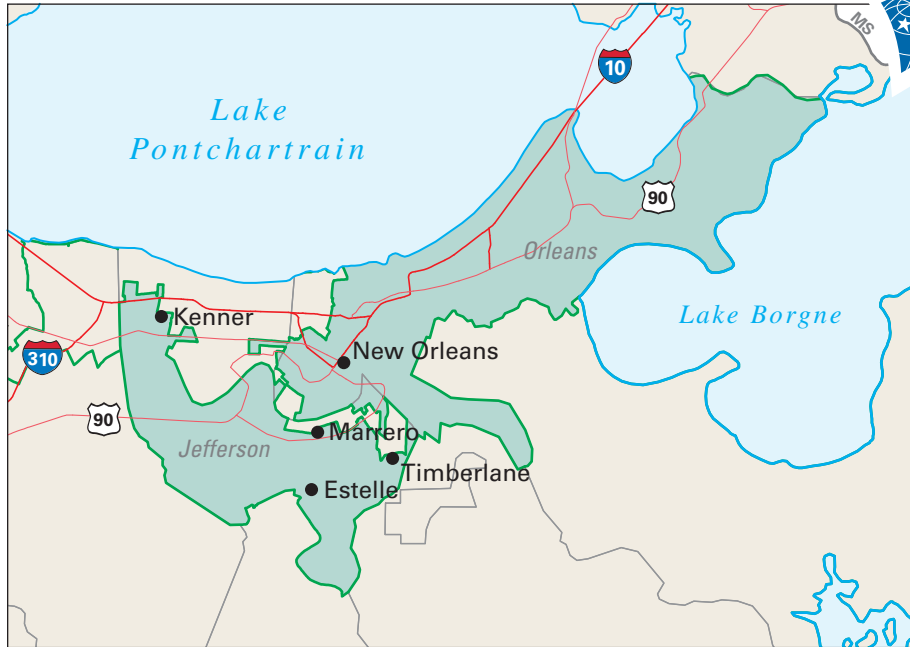 MS
10
Lake
Pontchartrain
90
Orleans
Kenner
Lake Borgne
New Orleans
310
90
Marrero
Jefferson
Timberlane
Estelle